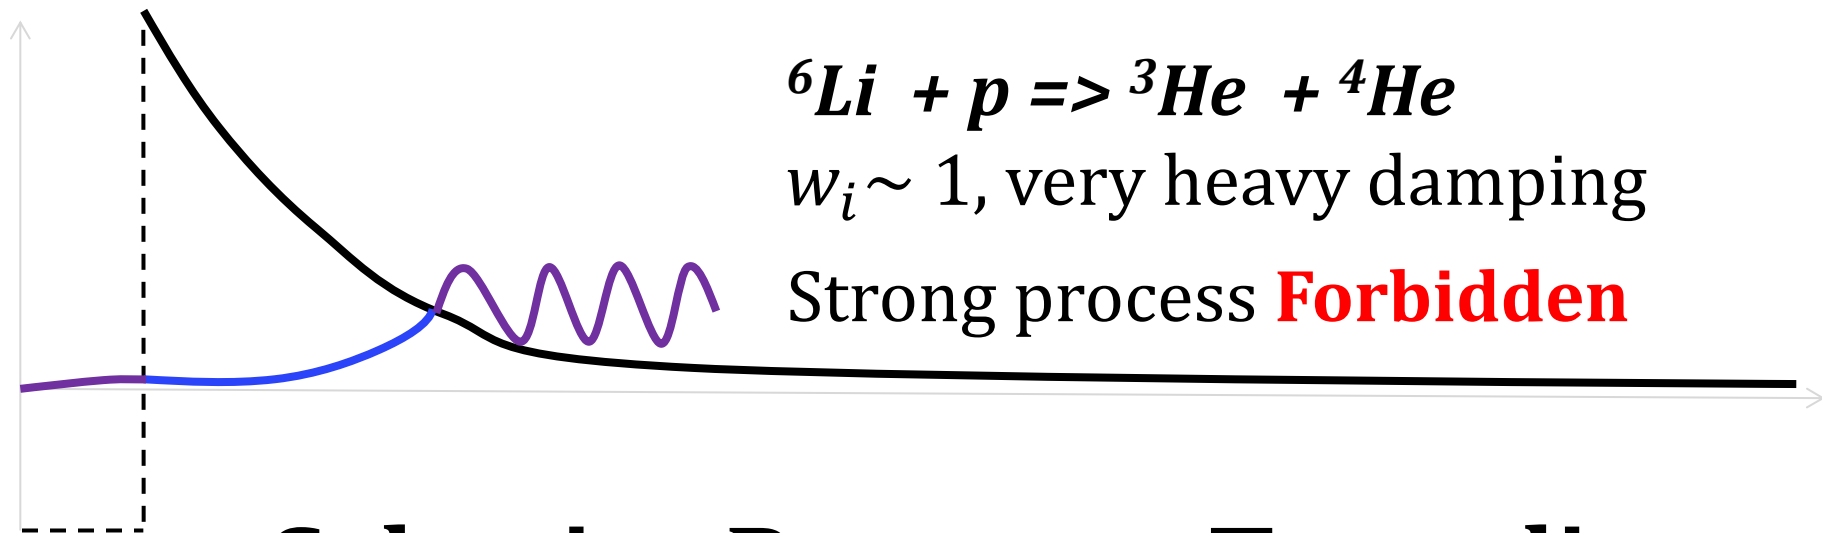 ⁶Li + p => ³He + ⁴He
wᵢ~ 1, very heavy damping
Strong process Forbidden